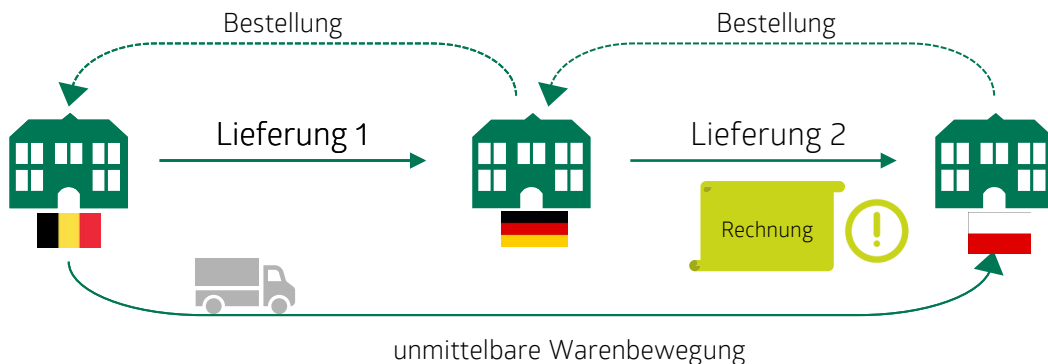 Bestellung
Bestellung
Lieferung 1
Lieferung 2
Rechnung
unmittelbare Warenbewegung